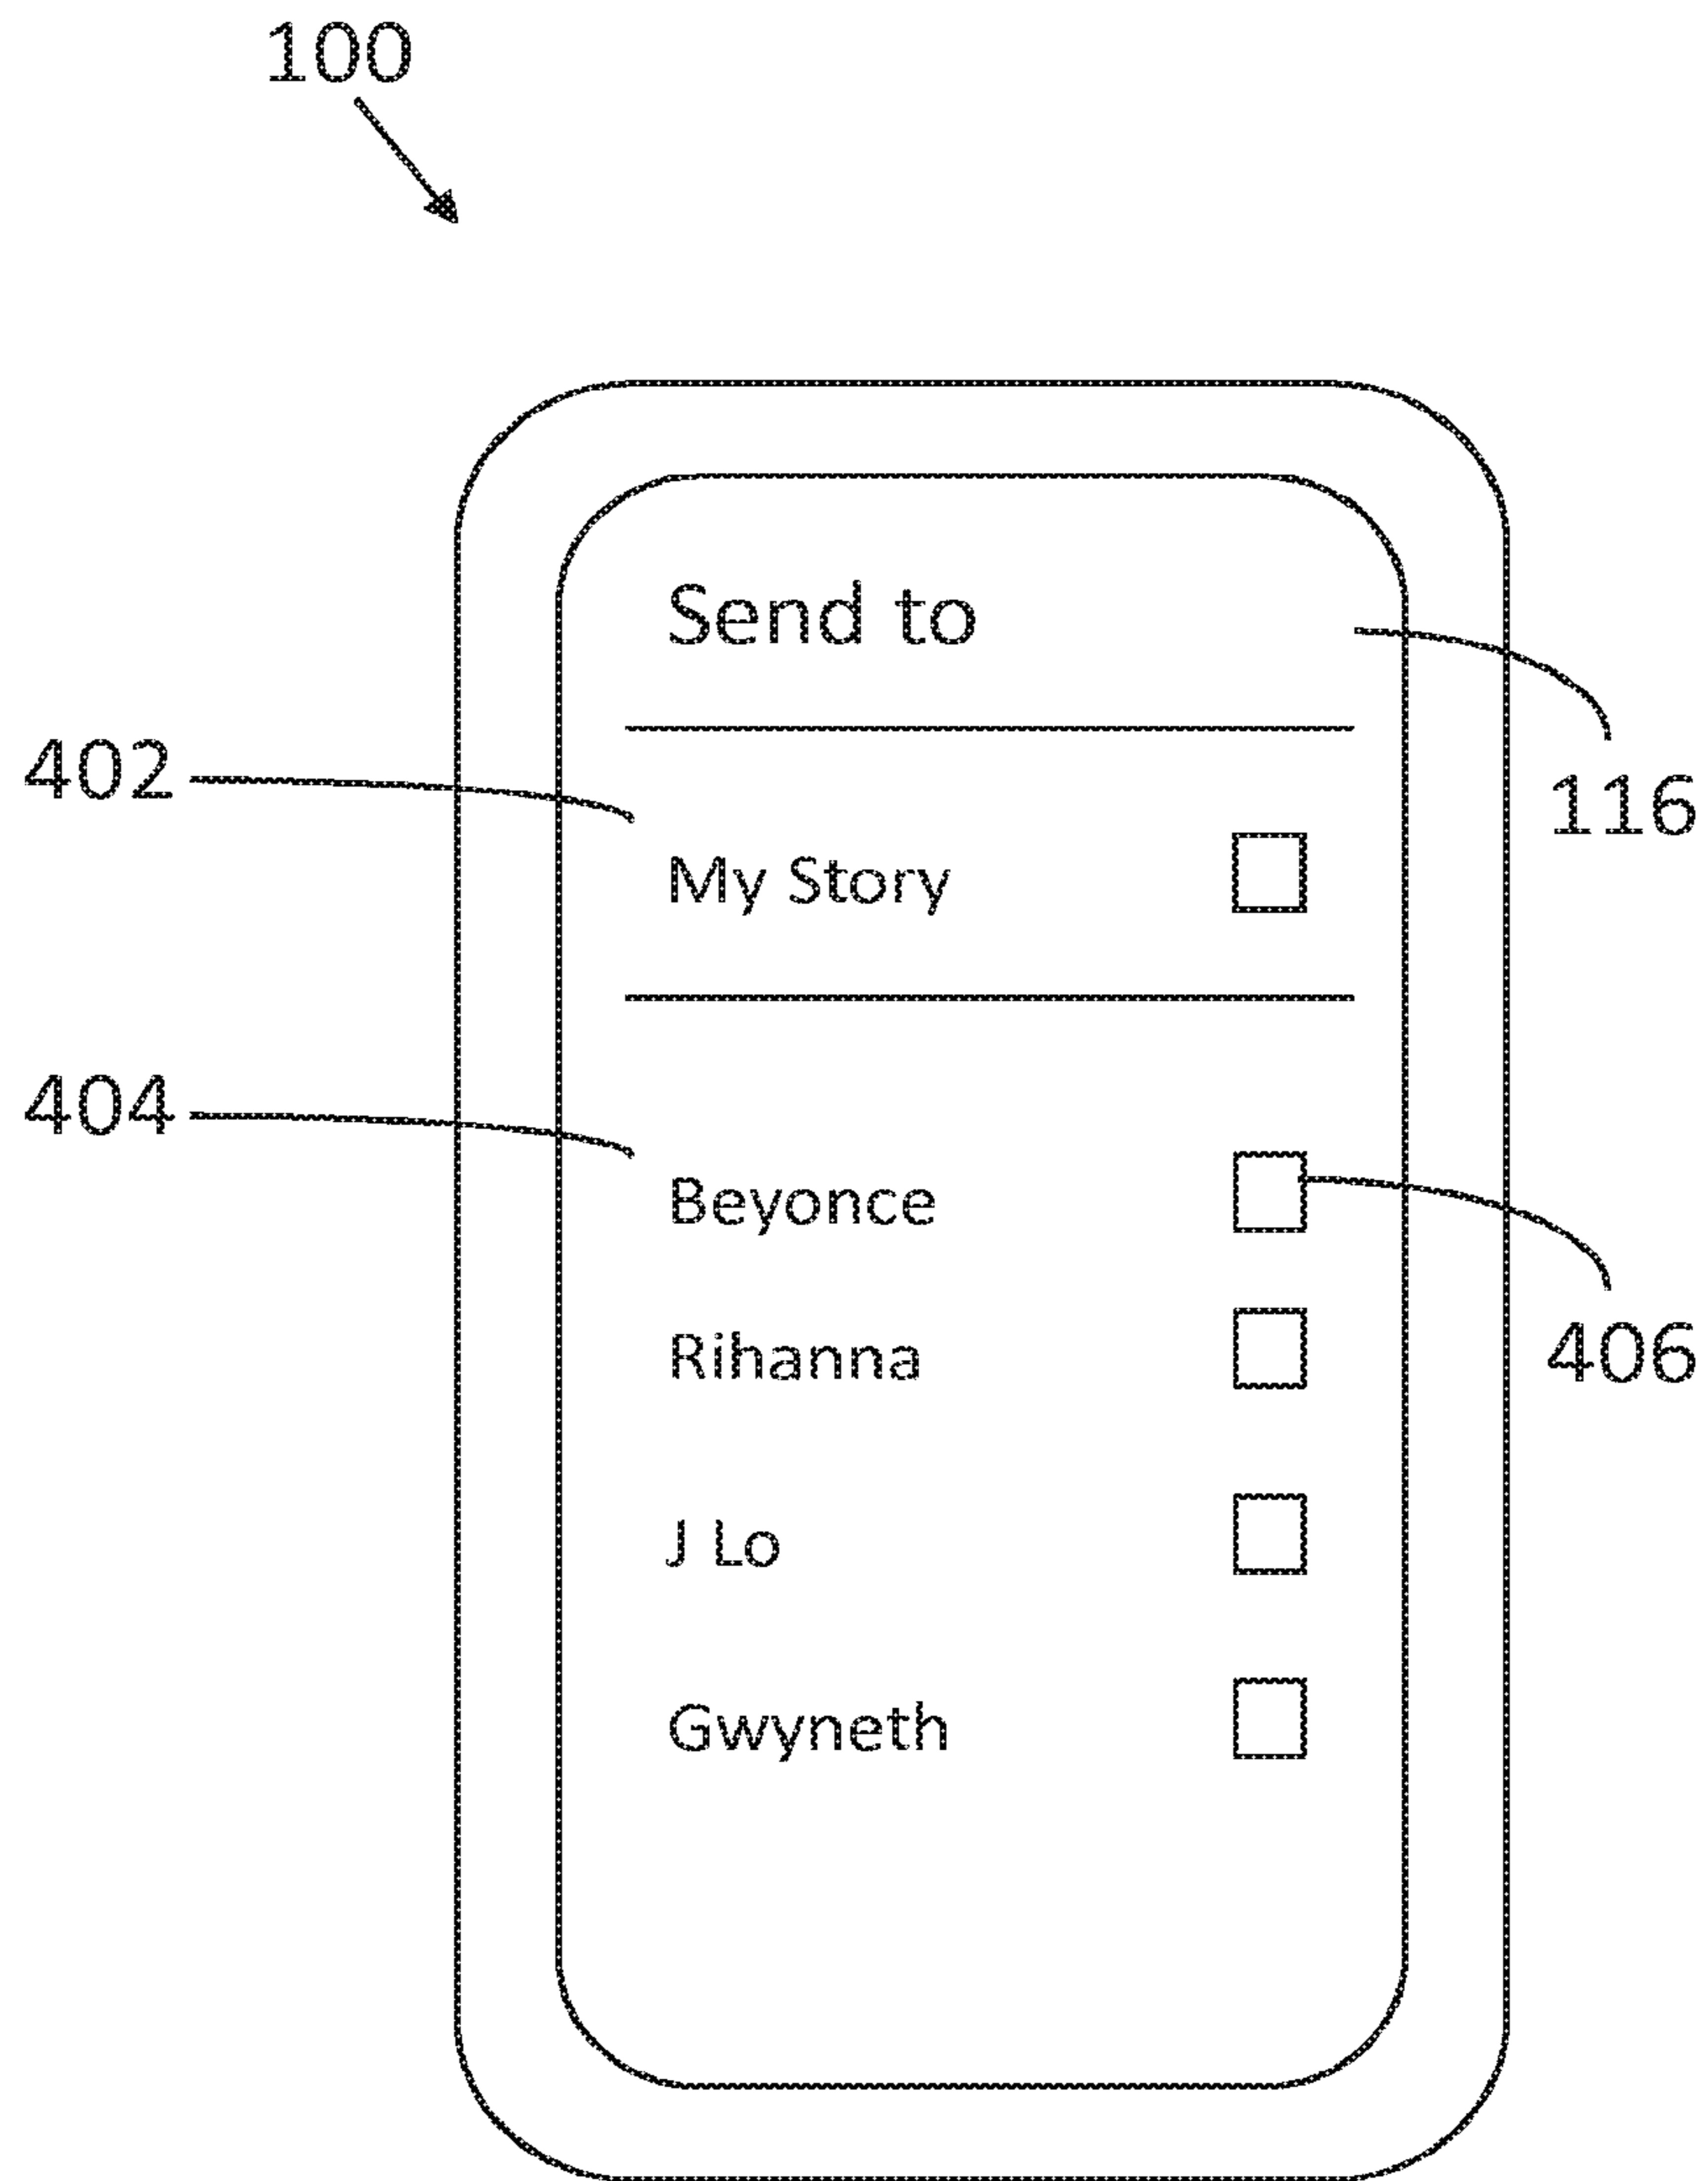 100
Send to
116
402
My Story
404
Beyonce
406
Rihanna
J Lo
Gwyneth